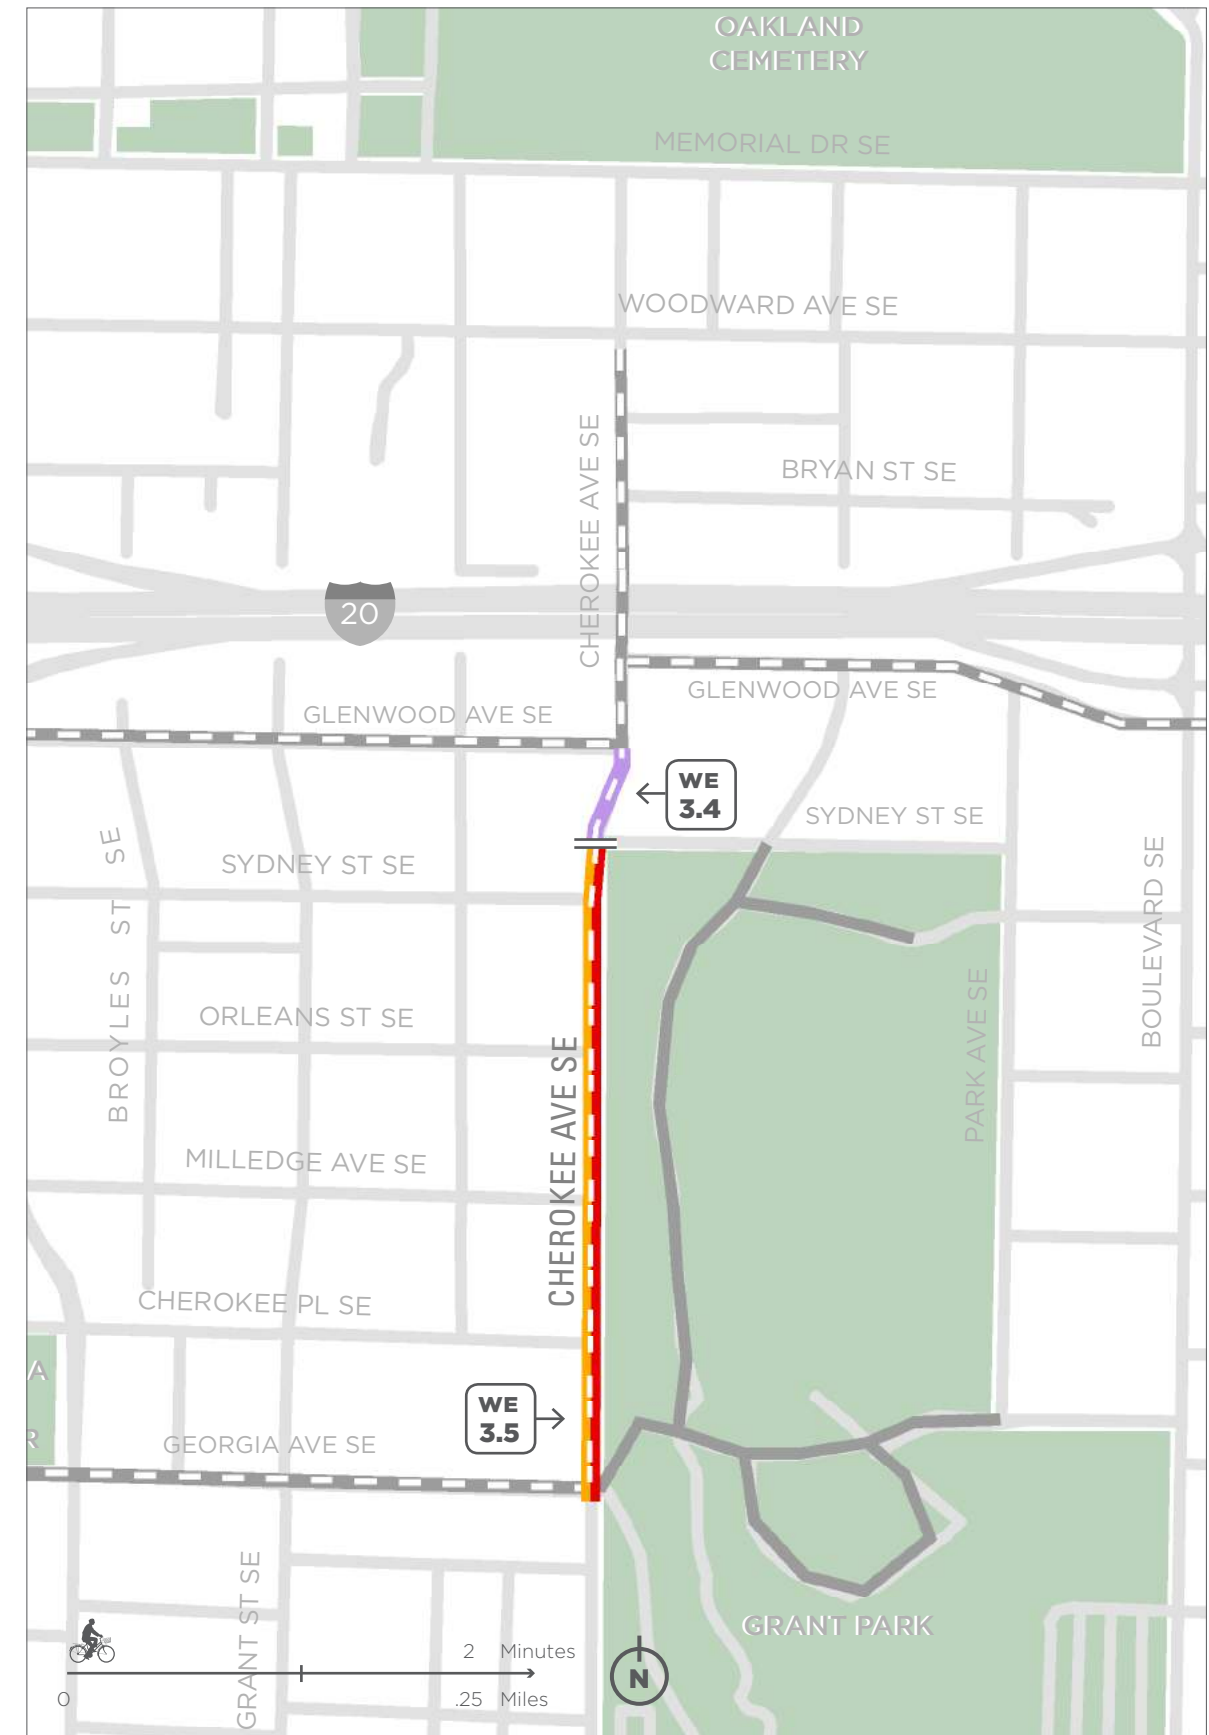 OAKLAND
CEMETERY
MEMORIAL DR SE
WOODWARD AVE SE
CHEROKEE AVE SE
BRYAN ST SE
20
GLENWOOD AVE SE
GLENWOOD AVE SE
WE
3.4
SYDNEY ST SE
SYDNEY ST SE
BROYLES ST SE
BOULEVARD SE
ORLEANS ST SE
CHEROKEE AVE SE
PARK AVE SE
MILLEDGE AVE SE
CHEROKEE PL SE
A
R
WE
3.5
GEORGIA AVE SE
GRANT ST SE
GRANT PARK
2 Minutes
0
.25 Miles
N